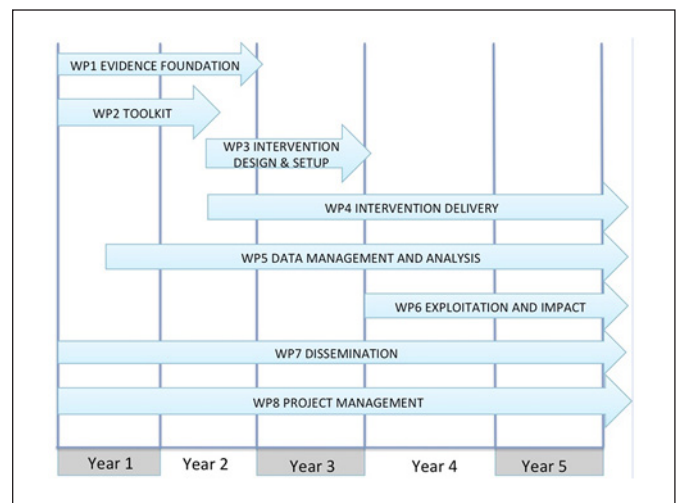 WP1 EVIDENCE FOUNDATION
WP2 TOOLKIT
WP3 INTERVENTION
DESIGN & SETUP
WP4 INTERVENTION DELIVERY
WP5 DATA MANAGEMENT AND ANALYSIS
WP6 EXPLOITATION AND IMPACT
WP7 DISSEMINATION
WP8 PROJECT MANAGEMENT
Year 1 Year 2 Year 3 Year 4 Year 5